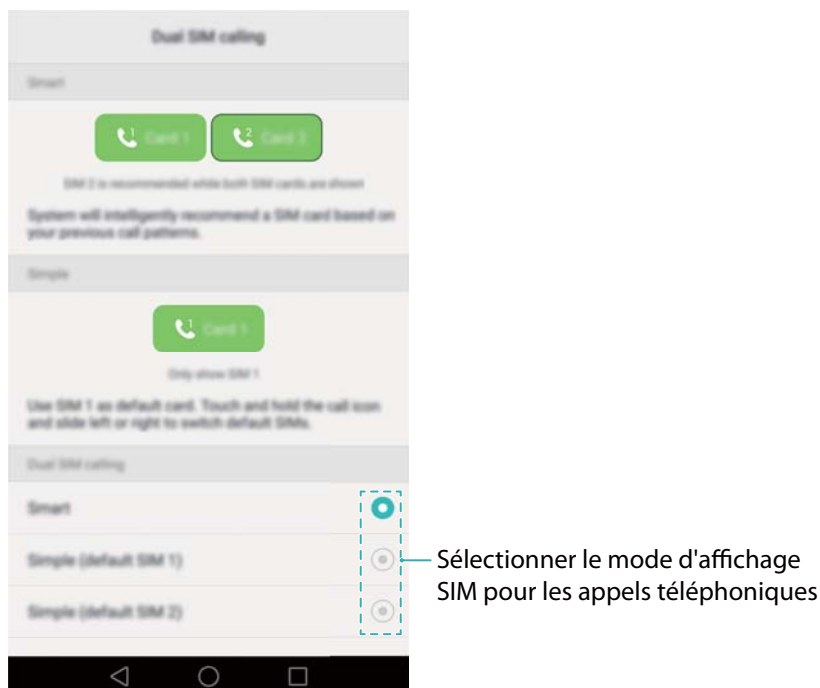 Dual SIM calling
Smart
1 Card 1
2 Card 2
SIM 2 is recommended while both SIM cards are shown
System will intelligently recommend a SIM card based on
your previous call patterns.
Simple
1 Card 1
Only show SIM 1
Use SIM 1 as default card. Touch and hold the call icon
and slide left or right to switch default SIMs.
Dual SIM calling
Smart
Simple (default SIM 1)
Simple (default SIM 2)
Sélectionner le mode d'affichage
SIM pour les appels téléphoniques